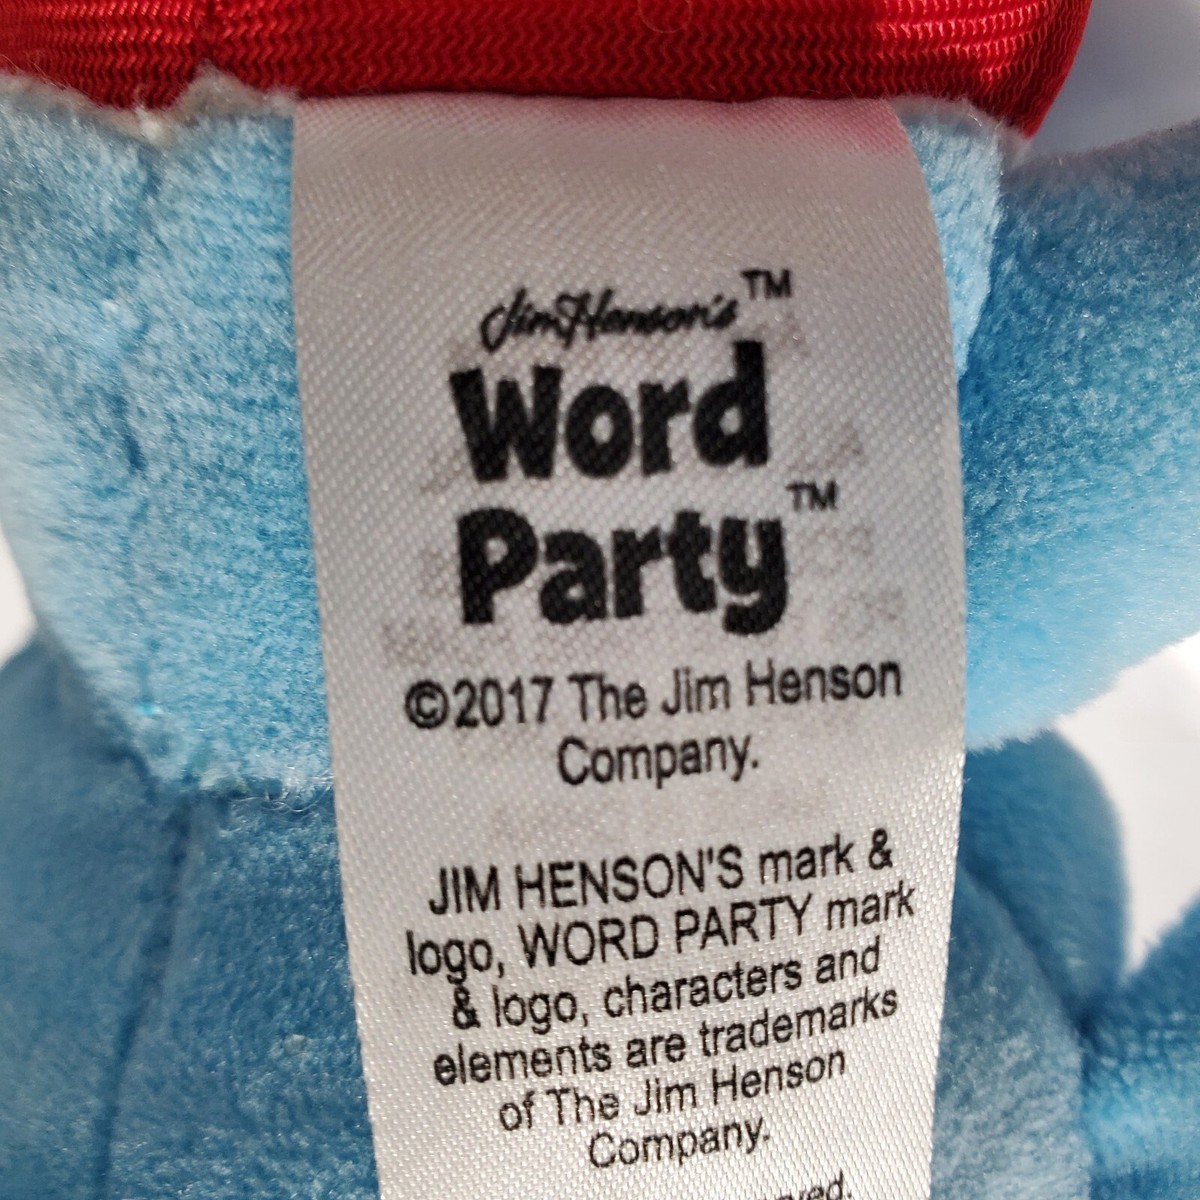 Jim Henson's™
Word
Party™
©2017 The Jim Henson
Company.
JIM HENSON'S mark &
logo, WORD PARTY mark
& logo, characters and
elements are trademarks
of The Jim Henson
Company.